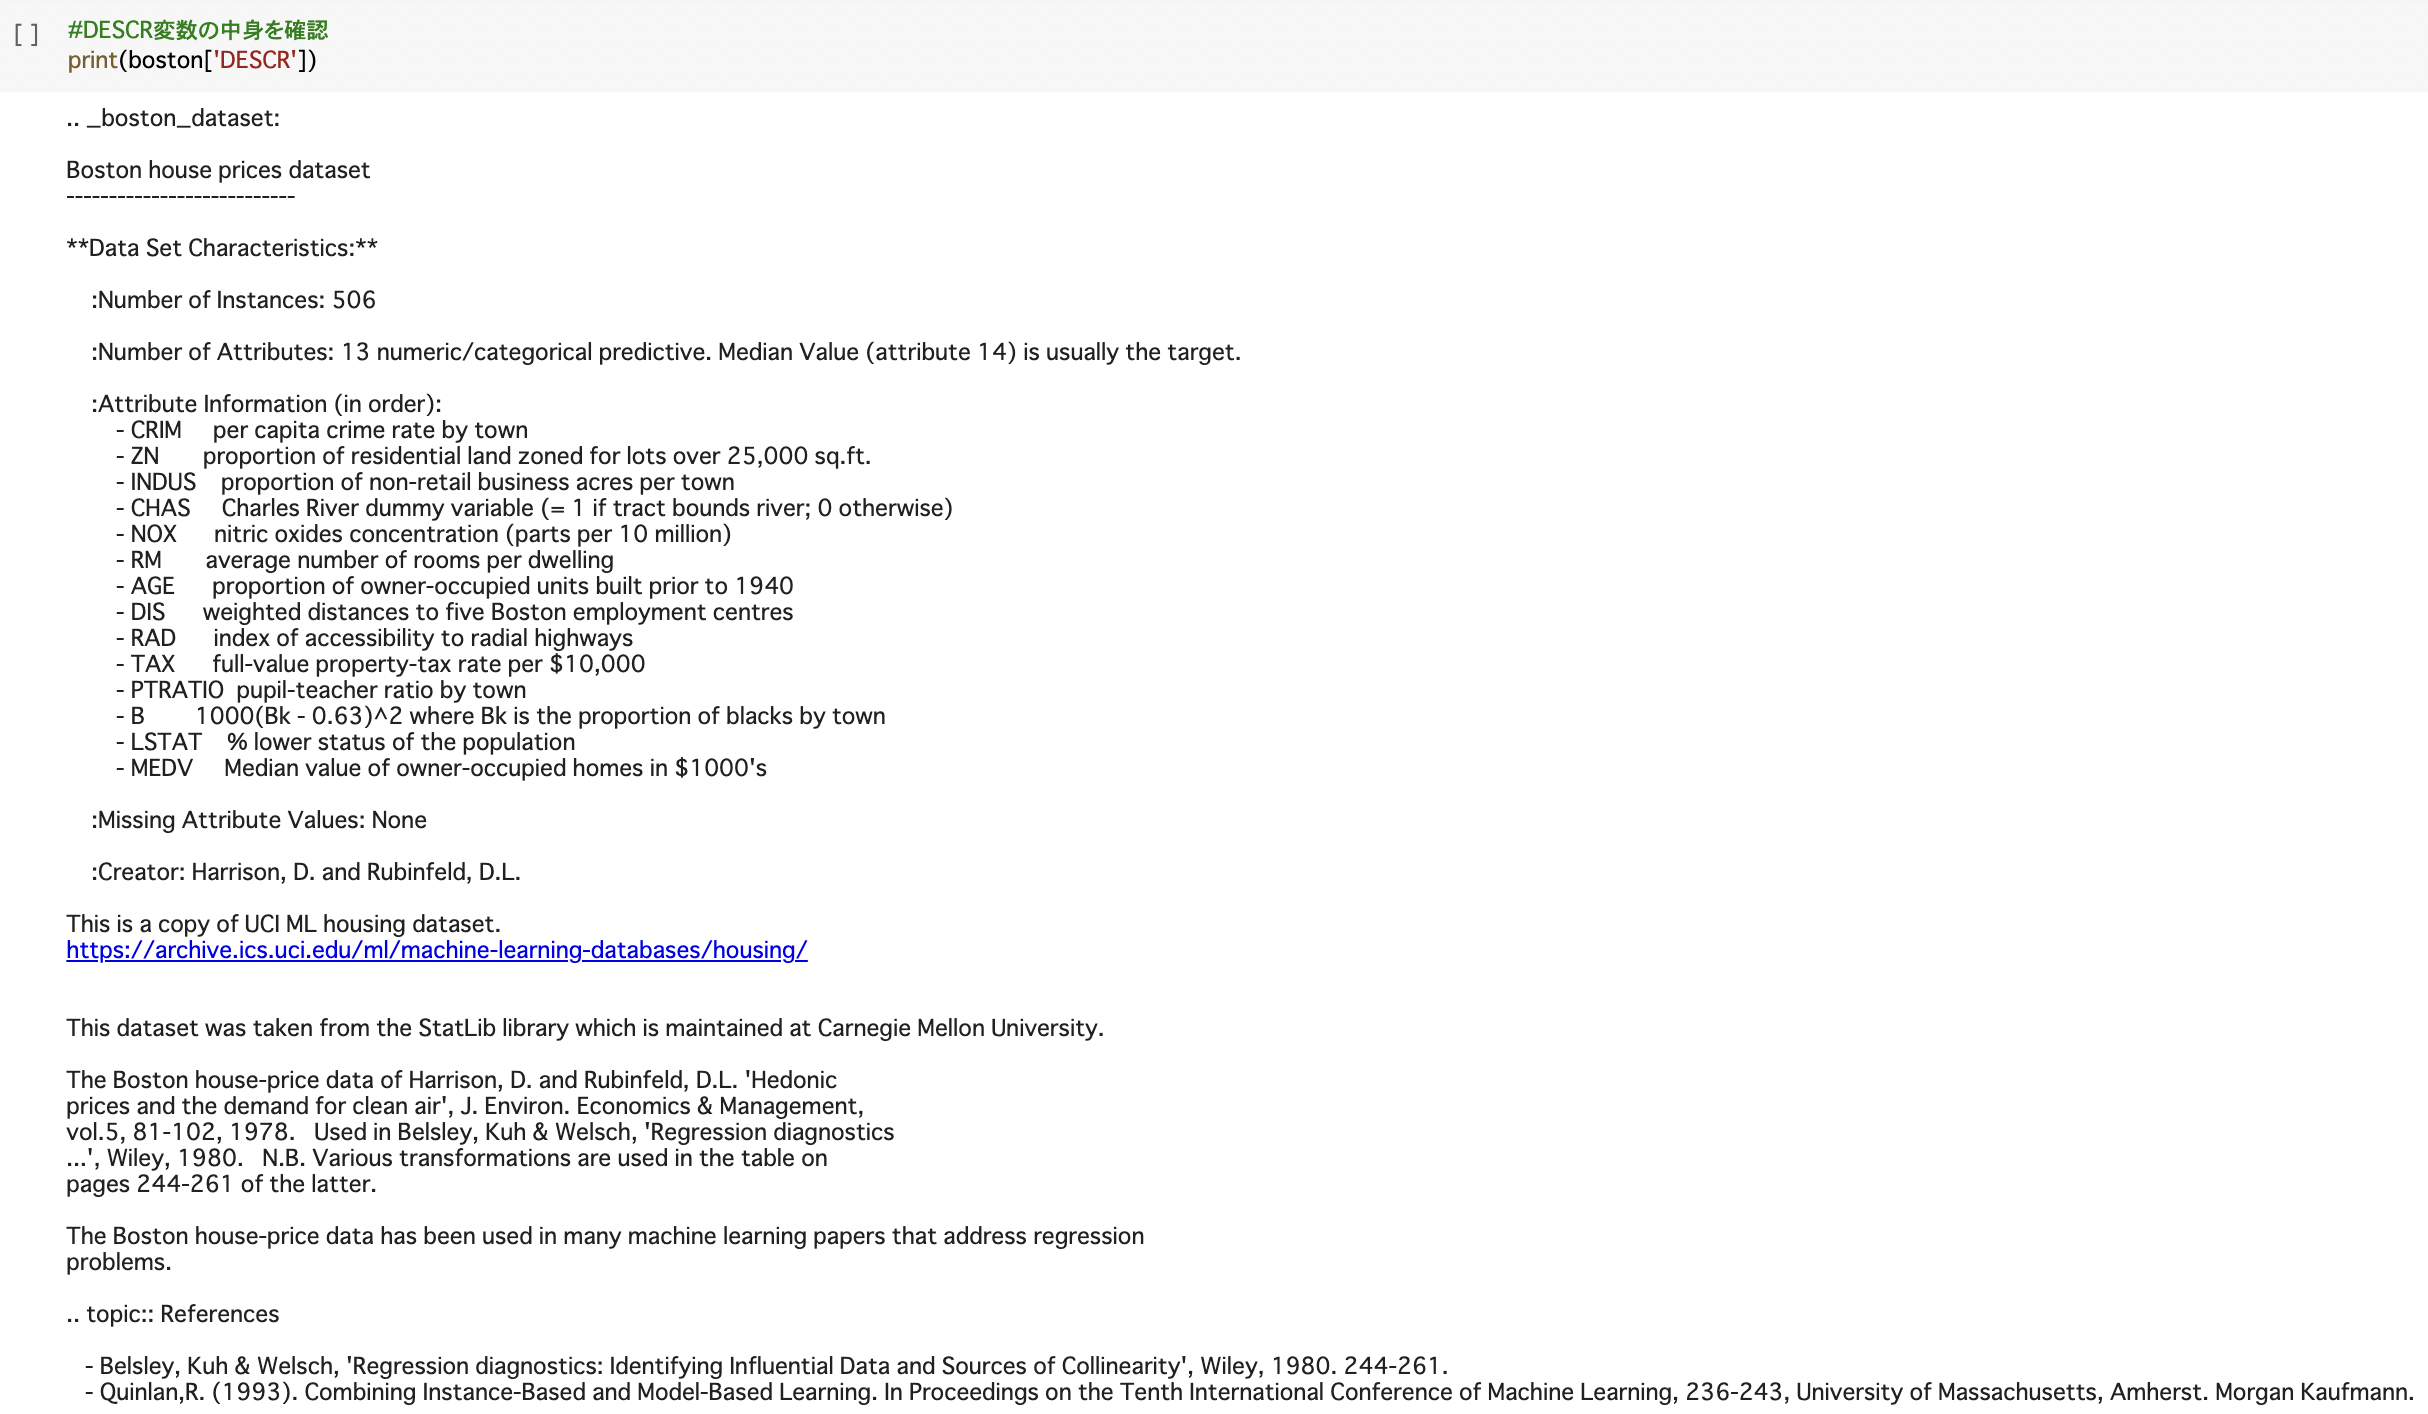 [ ]
#DESCR変数の中身を確認
print(boston['DESCR'])
.. _boston_dataset:
Boston house prices dataset
---------------------------
**Data Set Characteristics:**
:Number of Instances: 506
:Number of Attributes: 13 numeric/categorical predictive. Median Value (attribute 14) is usually the target.
:Attribute Information (in order):
- CRIM     per capita crime rate by town
- ZN       proportion of residential land zoned for lots over 25,000 sq.ft.
- INDUS    proportion of non-retail business acres per town
- CHAS     Charles River dummy variable (= 1 if tract bounds river; 0 otherwise)
- NOX      nitric oxides concentration (parts per 10 million)
- RM       average number of rooms per dwelling
- AGE      proportion of owner-occupied units built prior to 1940
- DIS      weighted distances to five Boston employment centres
- RAD      index of accessibility to radial highways
- TAX      full-value property-tax rate per $10,000
- PTRATIO  pupil-teacher ratio by town
- B        1000(Bk - 0.63)^2 where Bk is the proportion of blacks by town
- LSTAT    % lower status of the population
- MEDV     Median value of owner-occupied homes in $1000's
:Missing Attribute Values: None
:Creator: Harrison, D. and Rubinfeld, D.L.
This is a copy of UCI ML housing dataset.
https://archive.ics.uci.edu/ml/machine-learning-databases/housing/
This dataset was taken from the StatLib library which is maintained at Carnegie Mellon University.
The Boston house-price data of Harrison, D. and Rubinfeld, D.L. 'Hedonic
prices and the demand for clean air', J. Environ. Economics & Management,
vol.5, 81-102, 1978.   Used in Belsley, Kuh & Welsch, 'Regression diagnostics
...', Wiley, 1980.   N.B. Various transformations are used in the table on
pages 244-261 of the latter.
The Boston house-price data has been used in many machine learning papers that address regression
problems.
.. topic:: References
- Belsley, Kuh & Welsch, 'Regression diagnostics: Identifying Influential Data and Sources of Collinearity', Wiley, 1980. 244-261.
- Quinlan,R. (1993). Combining Instance-Based and Model-Based Learning. In Proceedings on the Tenth International Conference of Machine Learning, 236-243, University of Massachusetts, Amherst. Morgan Kaufmann.